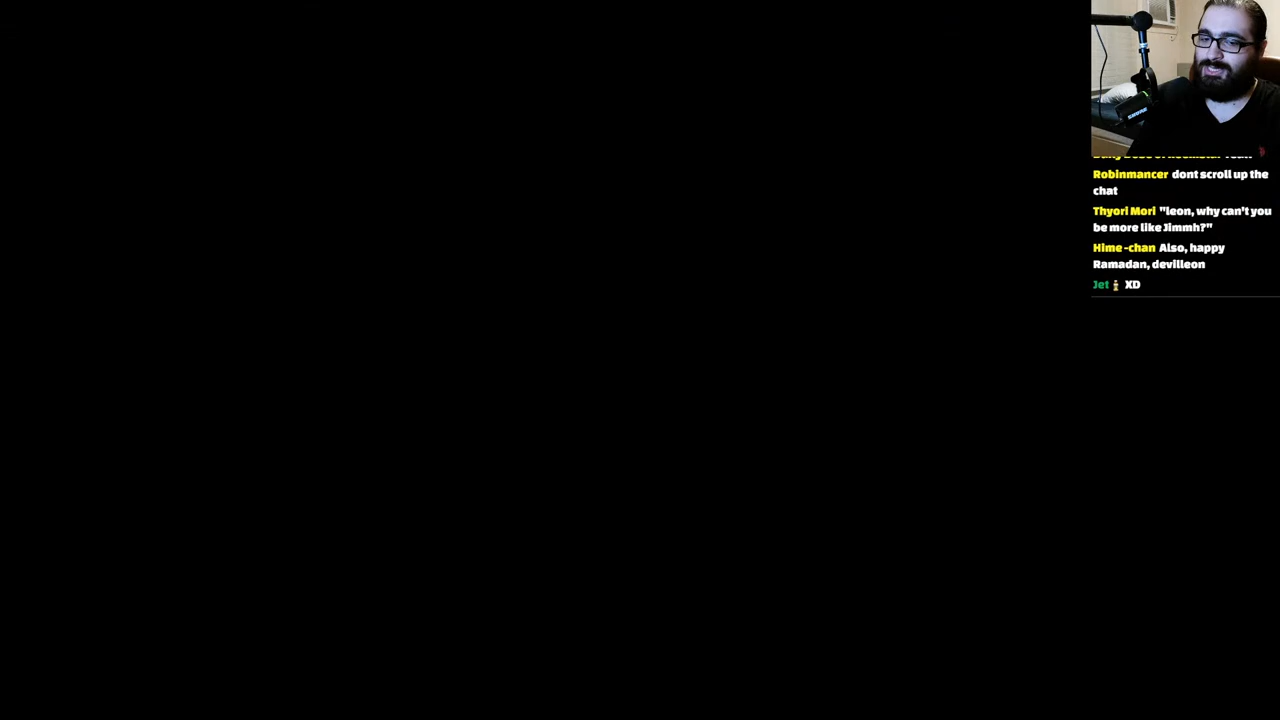 Robinmancer dont scroll up the
chat
Thyori Mori "leon, why can't you
be more like Jimmh?"
Hime-chan Also, happy
Ramadan, devilleon
Jet XD
SHURE